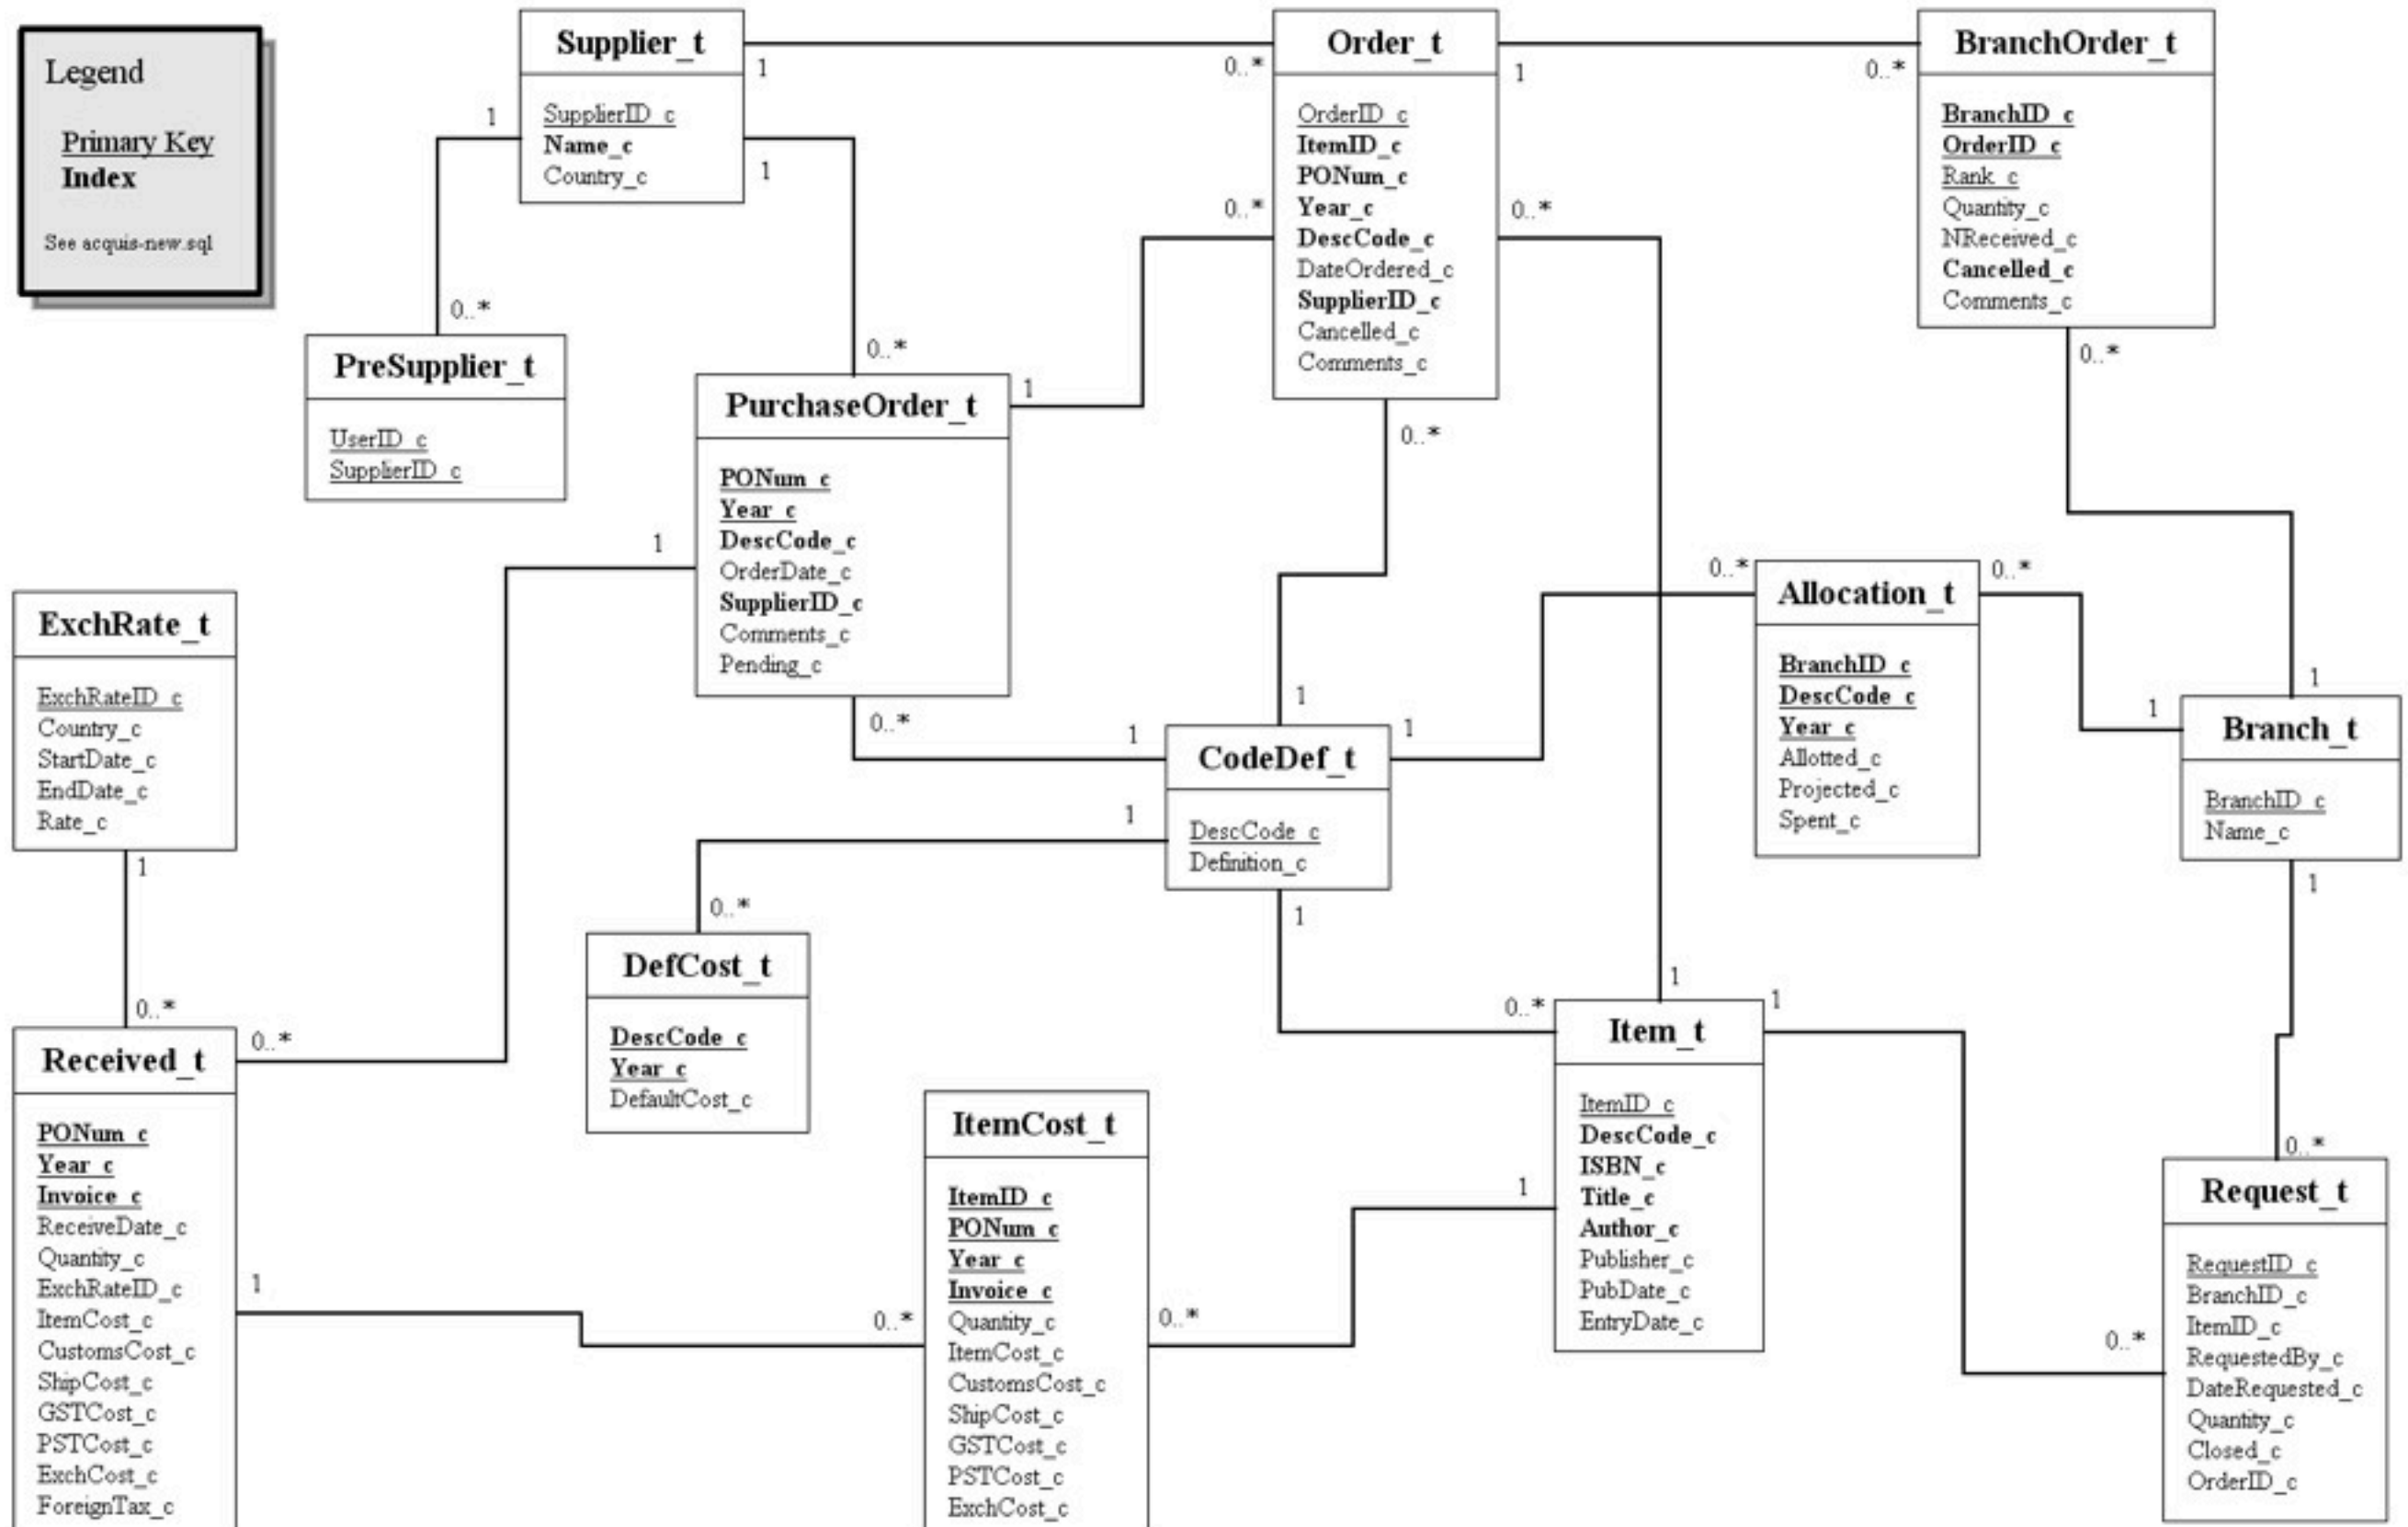 Legend
Primary Key
Index
See acquis-new.sql
Supplier_t
SupplierID_c
Name_c
Country_c
1
1
1
0..*
Order_t
OrderID_c
ItemID_c
PONum_c
Year_c
DescCode_c
DateOrdered_c
SupplierID_c
Cancelled_c
Comments_c
1
0..*
0..*
0..*
0..*
BranchOrder_t
BranchID_c
OrderID_c
Rank_c
Quantity_c
NReceived_c
Cancelled_c
Comments_c
0..*
0..*
PreSupplier_t
UserID_c
SupplierID_c
0..*
PurchaseOrder_t
PONum_c
Year_c
DescCode_c
OrderDate_c
SupplierID_c
Comments_c
Pending_c
1
1
0..*
ExchRate_t
ExchRateID_c
Country_c
StartDate_c
EndDate_c
Rate_c
1
0..*
Allocation_t
BranchID_c
DescCode_c
Year_c
Allotted_c
Projected_c
Spent_c
0..*
0..*
1
1
Branch_t
BranchID_c
Name_c
1
1
1
1
CodeDef_t
DescCode_c
Definition_c
1
1
0..*
DefCost_t
DescCode_c
Year_c
DefaultCost_c
0..*
Received_t
PONum_c
Year_c
Invoice_c
ReceiveDate_c
Quantity_c
ExchRateID_c
ItemCost_c
CustomsCost_c
ShipCost_c
GSTCost_c
PSTCost_c
ExchCost_c
ForeignTax_c
1
0..*
ItemCost_t
ItemID_c
PONum_c
Year_c
Invoice_c
Quantity_c
ItemCost_c
CustomsCost_c
ShipCost_c
GSTCost_c
PSTCost_c
ExchCost_c
0..*
1
0..*
1
1
Item_t
ItemID_c
DescCode_c
ISBN_c
Title_c
Author_c
Publisher_c
PubDate_c
EntryDate_c
0..*
0..*
Request_t
RequestID_c
BranchID_c
ItemID_c
RequestedBy_c
DateRequested_c
Quantity_c
Closed_c
OrderID_c